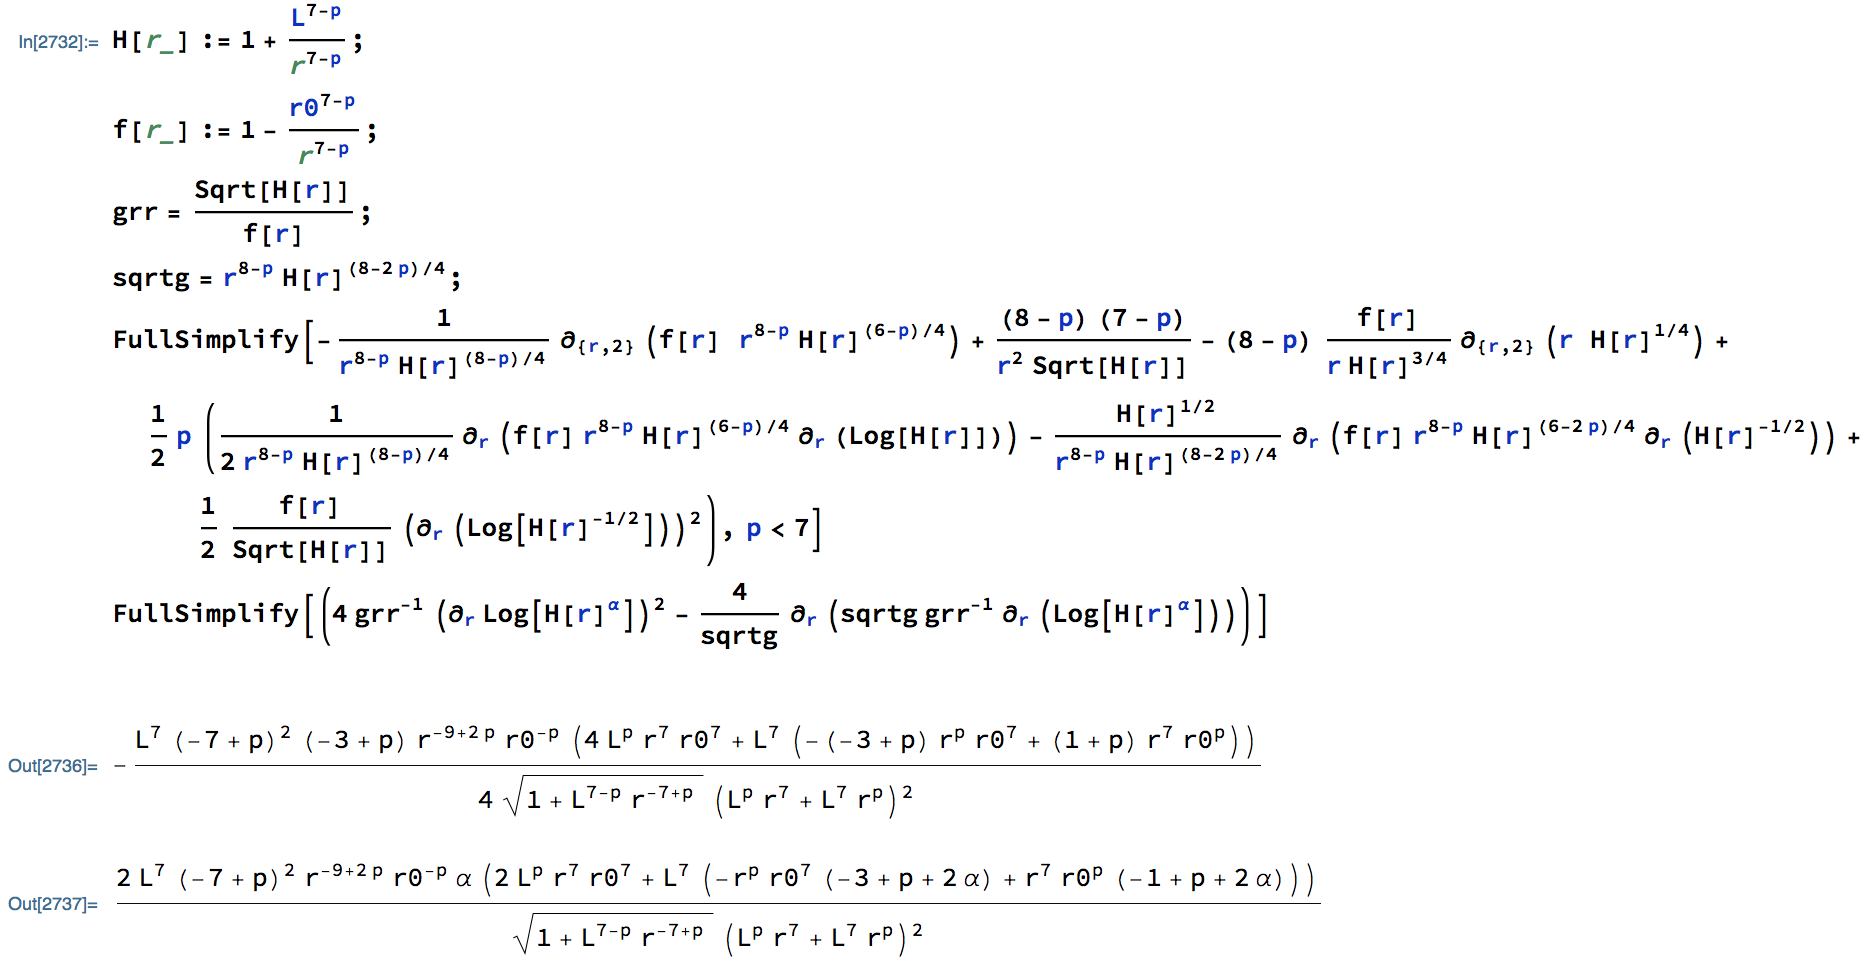 In[2732]:= H[r_] := 1 + L^(7-p)/r^(7-p);
f[r_] := 1 - r0^(7-p)/r^(7-p);
grr = Sqrt[H[r]]/f[r];
sqrtg = r^(8-p) H[r]^((8-2 p)/4);
FullSimplify[-1/(r^(8-p) H[r]^((8-p)/4)) ∂_{r,2} (f[r] r^(8-p) H[r]^((6-p)/4)) + ((8-p) (7-p))/(r^2 Sqrt[H[r]]) - (8-p) f[r]/(r H[r]^(3/4)) ∂_{r,2} (r H[r]^(1/4)) +
1/2 p (1/(2 r^(8-p) H[r]^((8-p)/4)) ∂_r (f[r] r^(8-p) H[r]^((6-p)/4) ∂_r (Log[H[r]])) - H[r]^(1/2)/(r^(8-p) H[r]^((8-2 p)/4)) ∂_r (f[r] r^(8-p) H[r]^((6-2 p)/4) ∂_r (H[r]^(-1/2))) +
1/2 f[r]/Sqrt[H[r]] (∂_r (Log[H[r]^(-1/2)]))^2), p < 7]
FullSimplify[(4 grr^(-1) (∂_r Log[H[r]^α])^2 - 4/sqrtg ∂_r (sqrtg grr^(-1) ∂_r (Log[H[r]^α])))]
Out[2736]= -(L^7 (-7+p)^2 (-3+p) r^(-9+2 p) r0^(-p) (4 L^p r^7 r0^7 + L^7 (-(-3+p) r^p r0^7 + (1+p) r^7 r0^p)))/(4 √(1 + L^(7-p) r^(-7+p)) (L^p r^7 + L^7 r^p)^2)
Out[2737]= (2 L^7 (-7+p)^2 r^(-9+2 p) r0^(-p) α (2 L^p r^7 r0^7 + L^7 (-r^p r0^7 (-3+p+2 α) + r^7 r0^p (-1+p+2 α))))/(√(1 + L^(7-p) r^(-7+p)) (L^p r^7 + L^7 r^p)^2)